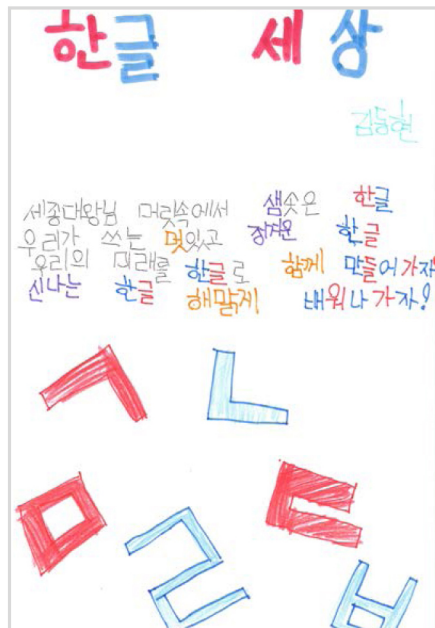 한글 세상
김동현
세종대왕님 머릿속에서 샘솟은 한글
우리가 쓰는 멋있고 장겨운 한글
우리의 미래를 한글로 함께 만들어 가자!
신나는 한글 해맑게 배워나가자!
ㄱ ㄴ
ㅁ ㄹ ㄷ ㅂ